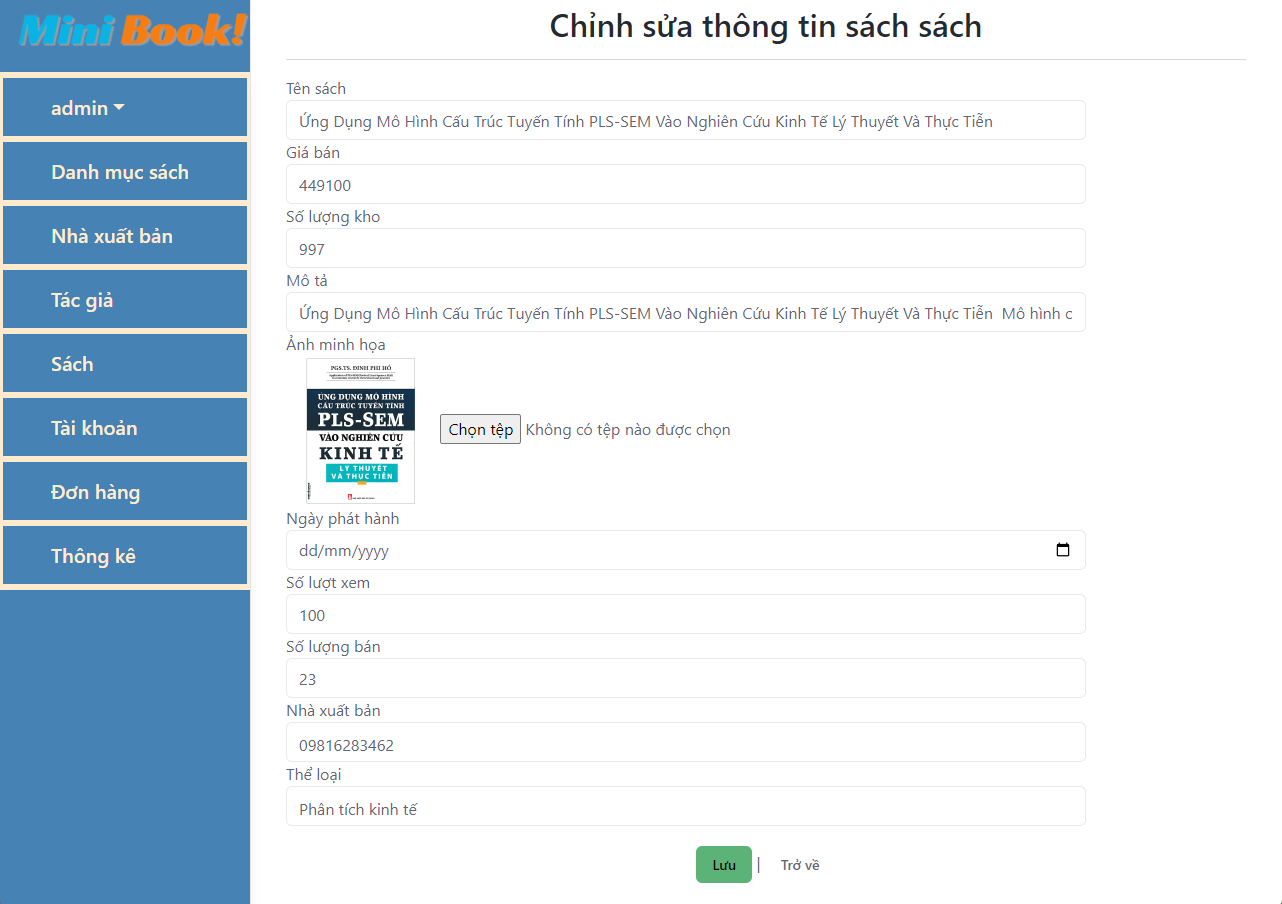 Mini Book!
admin
Danh mục sách
Nhà xuất bản
Tác giả
Sách
Tài khoản
Đơn hàng
Thông kê
Chỉnh sửa thông tin sách sách
Tên sách
Ứng Dụng Mô Hình Cấu Trúc Tuyến Tính PLS-SEM Vào Nghiên Cứu Kinh Tế Lý Thuyết Và Thực Tiễn
Giá bán
449100
Số lượng kho
997
Mô tả
Ứng Dụng Mô Hình Cấu Trúc Tuyến Tính PLS-SEM Vào Nghiên Cứu Kinh Tế Lý Thuyết Và Thực Tiễn  Mô hình c
Ảnh minh họa
PGS.TS. ĐINH PHI HỔ
ỨNG DỤNG MÔ HÌNH
CẤU TRÚC TUYẾN TÍNH
PLS-SEM
VÀO NGHIÊN CỨU
KINH TẾ
LÝ THUYẾT
VÀ THỰC TIỄN
Chọn tệp Không có tệp nào được chọn
Ngày phát hành
dd/mm/yyyy
Số lượt xem
100
Số lượng bán
23
Nhà xuất bản
09816283462
Thể loại
Phân tích kinh tế
Lưu | Trở về